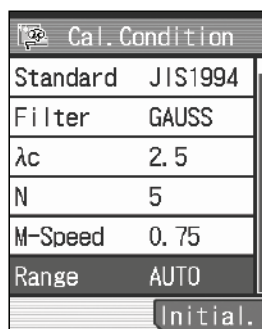 Cal.Condition
Standard JIS1994
Filter GAUSS
λc 2.5
N 5
M-Speed 0.75
Range AUTO
Initial.